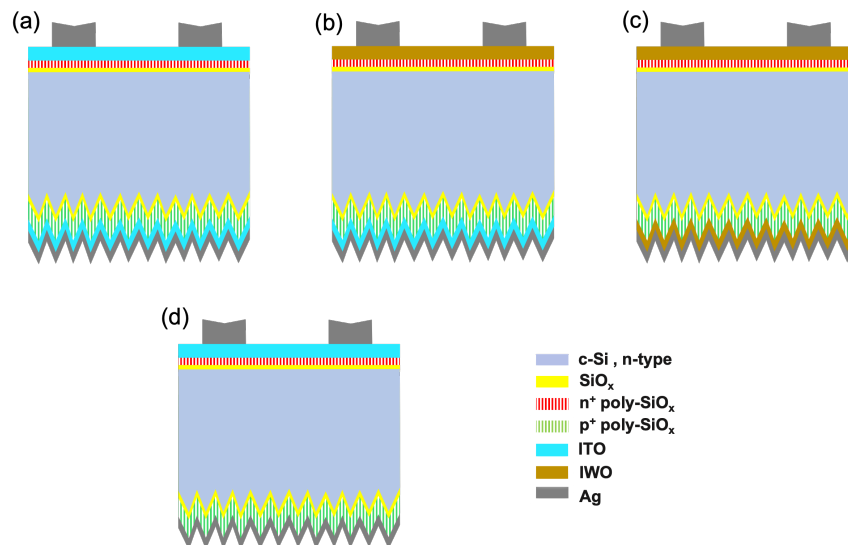 (a)
(b)
(c)
(d)
c-Si , n-type
SiOₓ
n⁺ poly-SiOₓ
p⁺ poly-SiOₓ
ITO
IWO
Ag